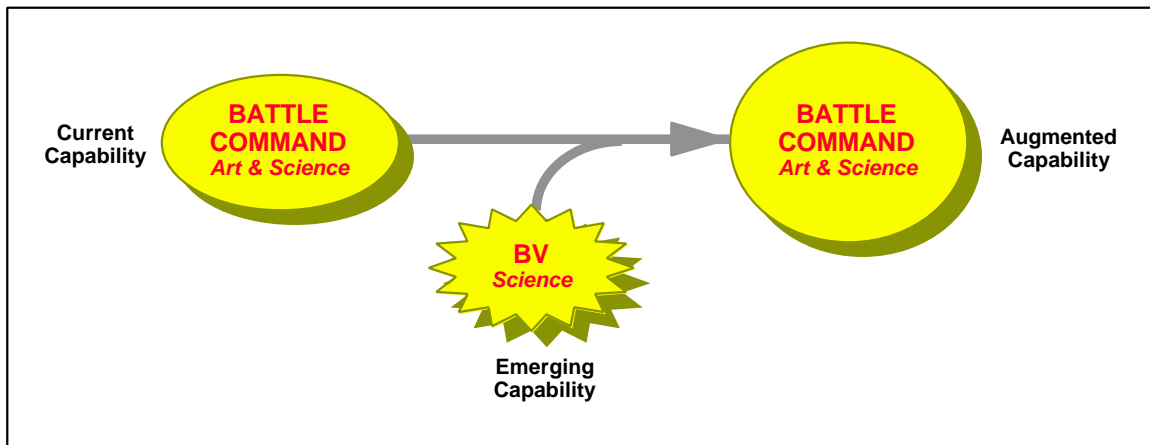 Current
Capability
BATTLE
COMMAND
Art & Science
BV
Science
Emerging
Capability
BATTLE
COMMAND
Art & Science
Augmented
Capability